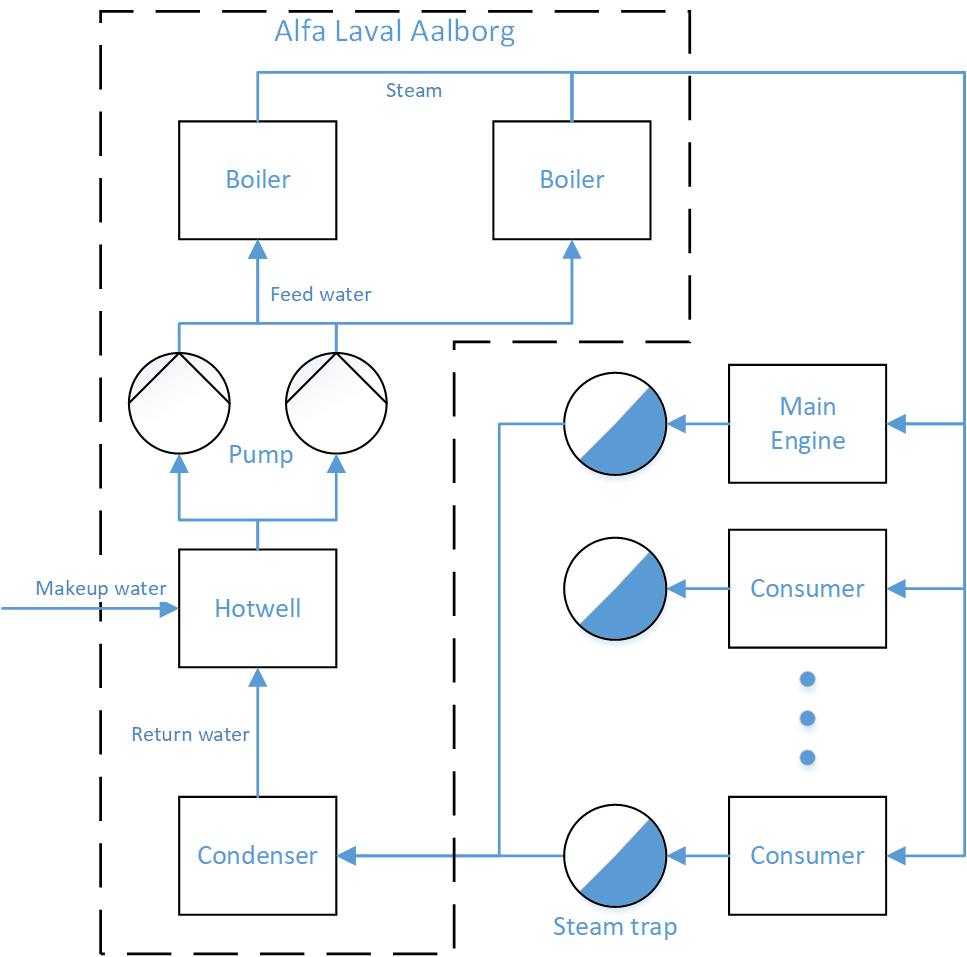 Alfa Laval Aalborg
Steam
Boiler
Boiler
Feed water
Main
Engine
Pump
Makeup water
Hotwell
Consumer
Return water
Condenser
Consumer
Steam trap